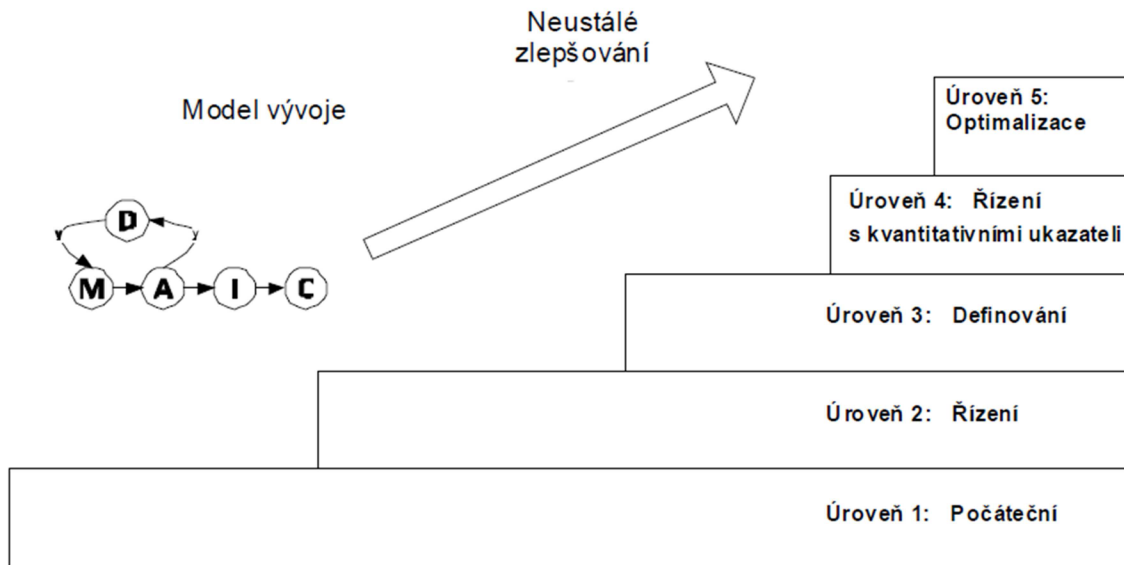 Neustálé
zlepšování
Model vývoje
Úroveň 5:
Optimalizace
D
Úroveň 4: Řízení
s kvantitativními ukazateli
M A I C
Úroveň 3: Definování
Úroveň 2: Řízení
Úroveň 1: Počáteční